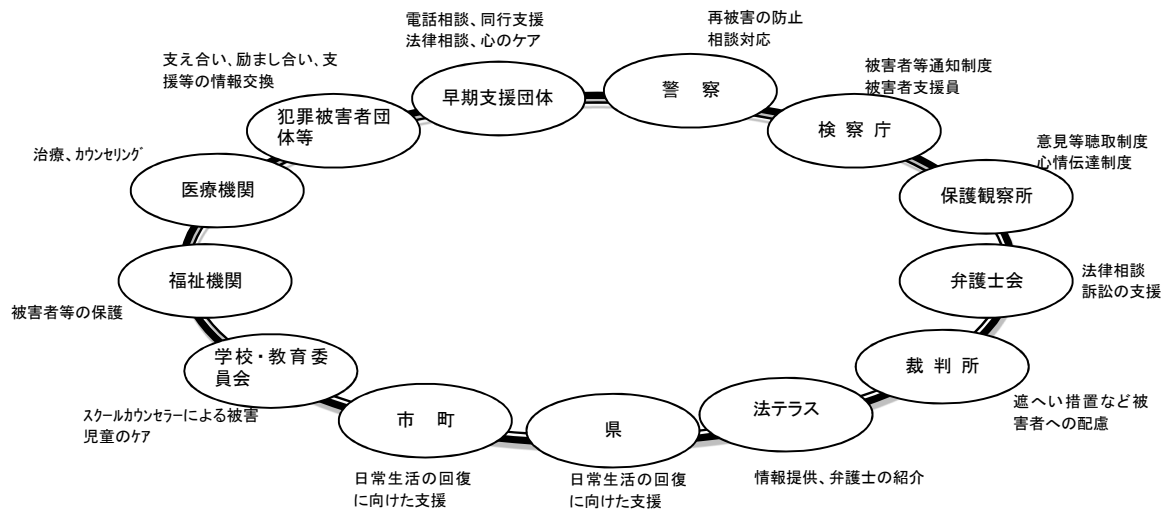 電話相談、同行支援
法律相談、心のケア
早期支援団体
再被害の防止
相談対応
警 察
被害者等通知制度
被害者支援員
検 察 庁
意見等聴取制度
心情伝達制度
保護観察所
弁護士会
法律相談
訴訟の支援
裁 判 所
遮へい措置など被
害者への配慮
法テラス
情報提供、弁護士の紹介
県
日常生活の回復
に向けた支援
市 町
日常生活の回復
に向けた支援
学校・教育委
員会
スクールカウンセラーによる被害
児童のケア
福祉機関
被害者等の保護
医療機関
治療、カウンセリング
犯罪被害者団
体等
支え合い、励まし合い、支
援等の情報交換